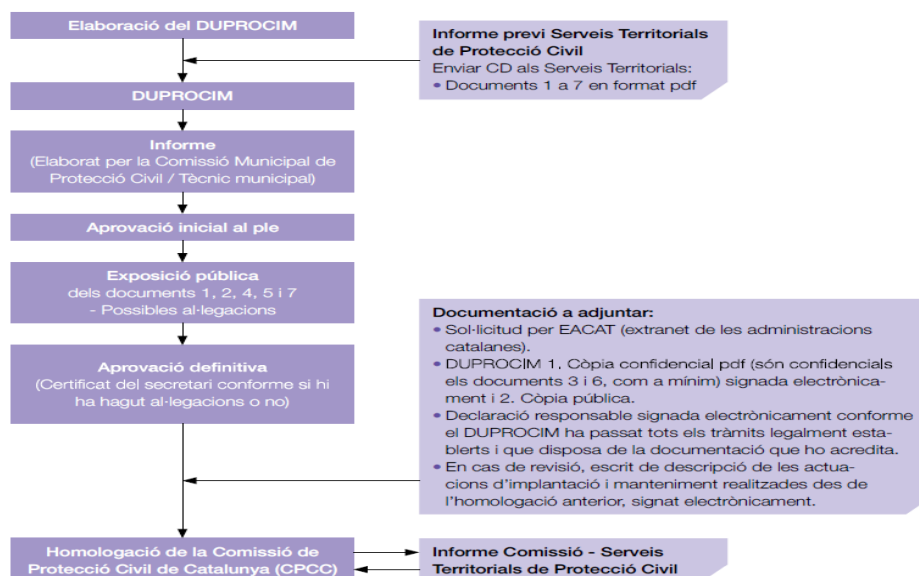 Elaboració del DUPROCIM
Informe previ Serveis Territorials
de Protecció Civil
Enviar CD als Serveis Territorials:
• Documents 1 a 7 en format pdf
DUPROCIM
Informe
(Elaborat per la Comissió Municipal de
Protecció Civil / Tècnic municipal)
Aprovació inicial al ple
Exposició pública
dels documents 1, 2, 4, 5 i 7
- Possibles al·legacions
Aprovació definitiva
(Certificat del secretari conforme si hi
ha hagut al·legacions o no)
Documentació a adjuntar:
• Sol·licitud per EACAT (extranet de les administracions
catalanes).
• DUPROCIM 1, Còpia confidencial pdf (són confidencials
els documents 3 i 6, com a mínim) signada electrònica-
ment i 2. Còpia pública.
• Declaració responsable signada electrònicament conforme
el DUPROCIM ha passat tots els tràmits legalment esta-
blerts i que disposa de la documentació que ho acredita.
• En cas de revisió, escrit de descripció de les actua-
cions d'implantació i manteniment realitzades des de
l'homologació anterior, signat electrònicament.
Homologació de la Comissió de
Protecció Civil de Catalunya (CPCC)
Informe Comissió - Serveis
Territorials de Protecció Civil